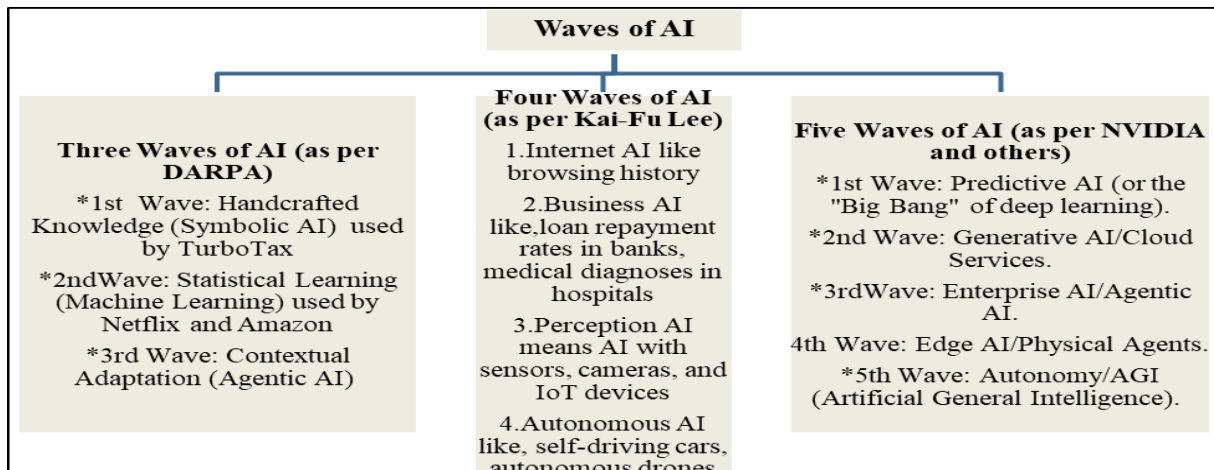 Waves of AI
Three Waves of AI (as per
DARPA)
*1st Wave: Handcrafted
Knowledge (Symbolic AI) used
by TurboTax
*2ndWave: Statistical Learning
(Machine Learning) used by
Netflix and Amazon
*3rd Wave: Contextual
Adaptation (Agentic AI)
Four Waves of AI
(as per Kai-Fu Lee)
1.Internet AI like
browsing history
2.Business AI
like,loan repayment
rates in banks,
medical diagnoses in
hospitals
3.Perception AI
means AI with
sensors, cameras, and
IoT devices
4.Autonomous AI
like, self-driving cars,
autonomous drones
Five Waves of AI (as per NVIDIA
and others)
*1st Wave: Predictive AI (or the
"Big Bang" of deep learning).
*2nd Wave: Generative AI/Cloud
Services.
*3rdWave: Enterprise AI/Agentic
AI.
4th Wave: Edge AI/Physical Agents.
*5th Wave: Autonomy/AGI
(Artificial General Intelligence).